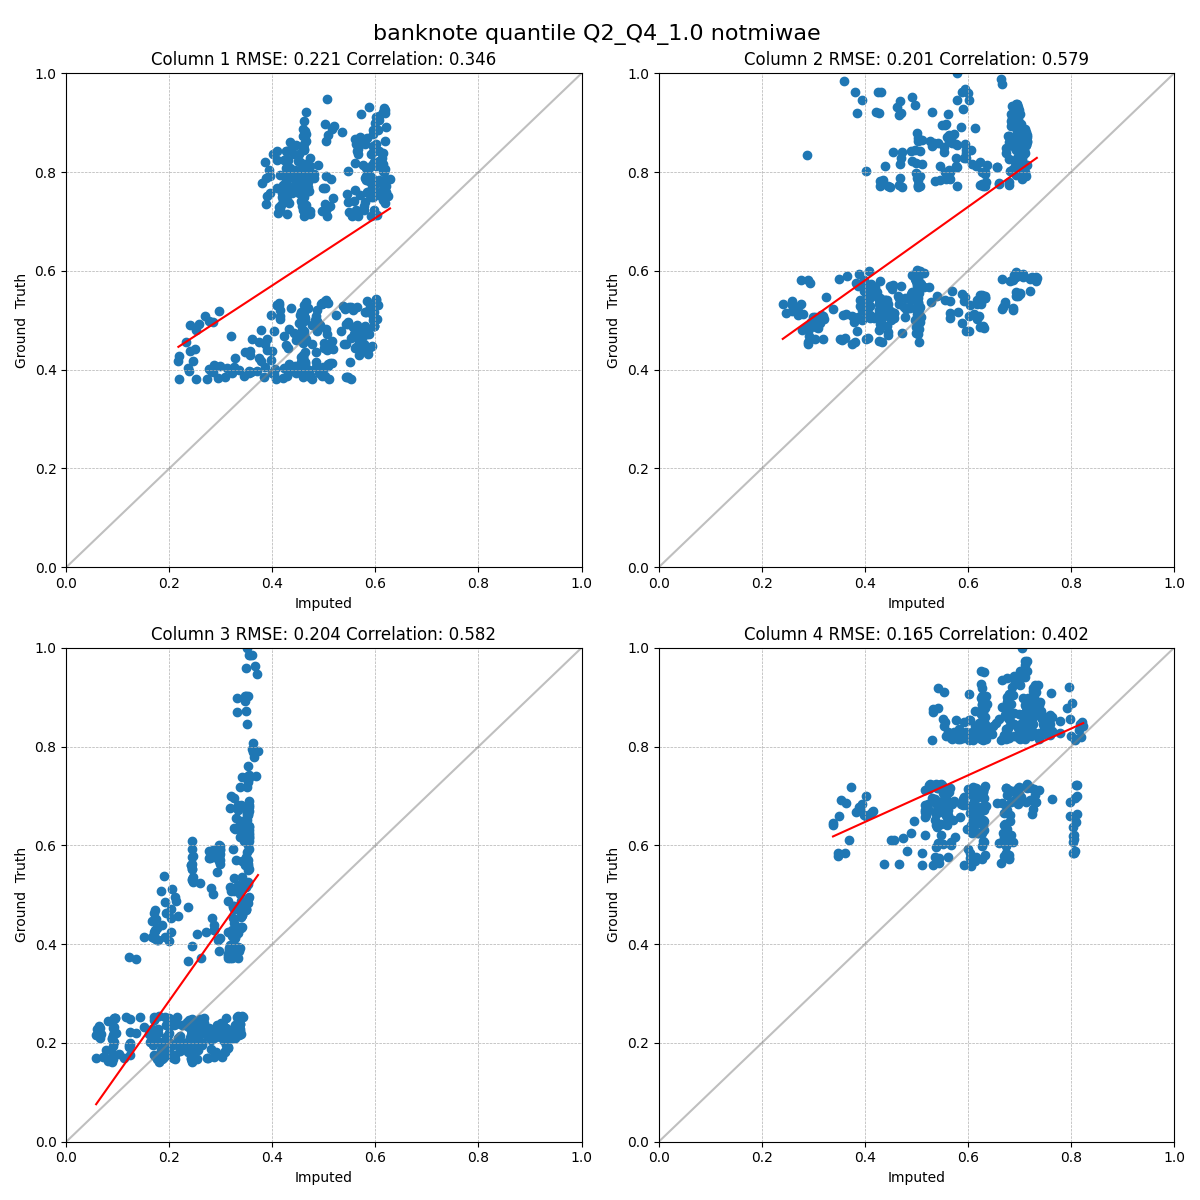 banknote quantile Q2_Q4_1.0 notmiwae
Column 1 RMSE: 0.221 Correlation: 0.346
1.0
0.8
0.6
0.4
0.2
0.0
Ground Truth
0.0 0.2 0.4 0.6 0.8 1.0
Imputed
Column 2 RMSE: 0.201 Correlation: 0.579
1.0
0.8
0.6
0.4
0.2
0.0
Ground Truth
0.0 0.2 0.4 0.6 0.8 1.0
Imputed
Column 3 RMSE: 0.204 Correlation: 0.582
1.0
0.8
0.6
0.4
0.2
0.0
Ground Truth
0.0 0.2 0.4 0.6 0.8 1.0
Imputed
Column 4 RMSE: 0.165 Correlation: 0.402
1.0
0.8
0.6
0.4
0.2
0.0
Ground Truth
0.0 0.2 0.4 0.6 0.8 1.0
Imputed